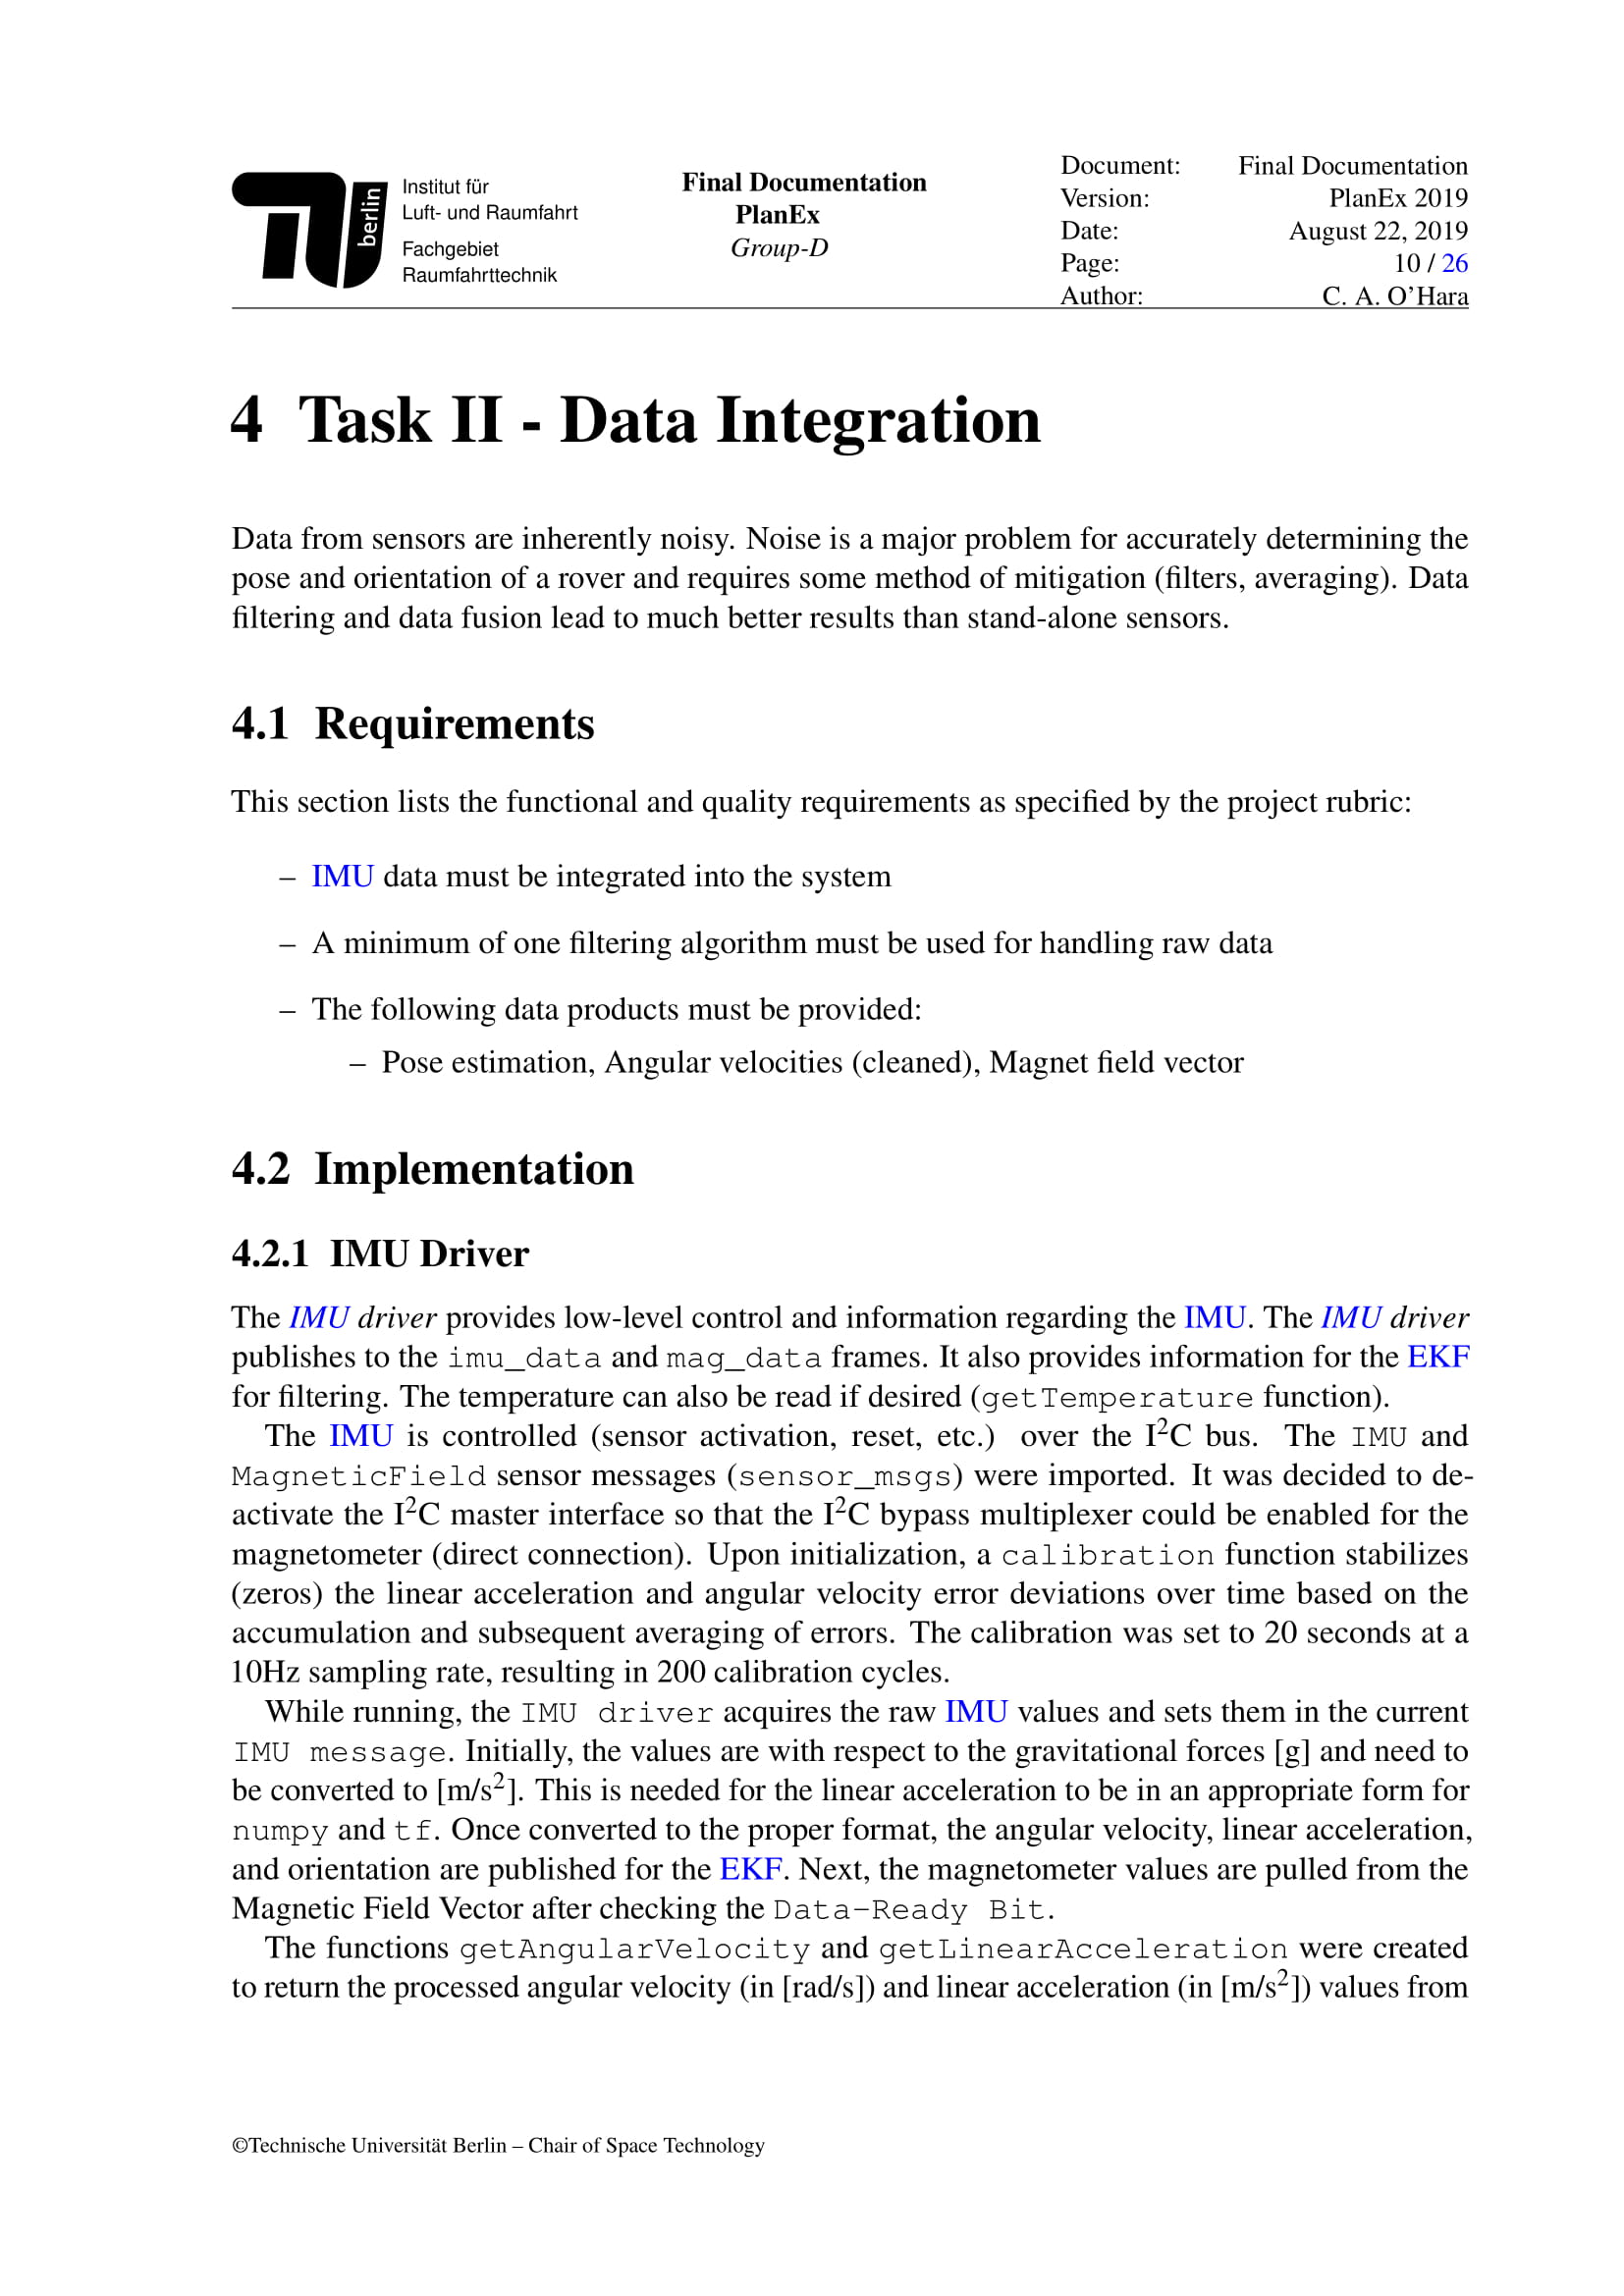 berlin
Institut für
Luft- und Raumfahrt
Fachgebiet
Raumfahrttechnik
Final Documentation
PlanEx
Group-D
Document: Final Documentation
Version: PlanEx 2019
Date: August 22, 2019
Page: 10 / 26
Author: C. A. O'Hara
4 Task II - Data Integration
Data from sensors are inherently noisy. Noise is a major problem for accurately determining the
pose and orientation of a rover and requires some method of mitigation (filters, averaging). Data
filtering and data fusion lead to much better results than stand-alone sensors.
4.1 Requirements
This section lists the functional and quality requirements as specified by the project rubric:
– IMU data must be integrated into the system
– A minimum of one filtering algorithm must be used for handling raw data
– The following data products must be provided:
– Pose estimation, Angular velocities (cleaned), Magnet field vector
4.2 Implementation
4.2.1 IMU Driver
The IMU driver provides low-level control and information regarding the IMU. The IMU driver
publishes to the imu_data and mag_data frames. It also provides information for the EKF
for filtering. The temperature can also be read if desired (getTemperature function).
The IMU is controlled (sensor activation, reset, etc.) over the I²C bus. The IMU and
MagneticField sensor messages (sensor_msgs) were imported. It was decided to de-
activate the I²C master interface so that the I²C bypass multiplexer could be enabled for the
magnetometer (direct connection). Upon initialization, a calibration function stabilizes
(zeros) the linear acceleration and angular velocity error deviations over time based on the
accumulation and subsequent averaging of errors. The calibration was set to 20 seconds at a
10Hz sampling rate, resulting in 200 calibration cycles.
While running, the IMU driver acquires the raw IMU values and sets them in the current
IMU message. Initially, the values are with respect to the gravitational forces [g] and need to
be converted to [m/s²]. This is needed for the linear acceleration to be in an appropriate form for
numpy and tf. Once converted to the proper format, the angular velocity, linear acceleration,
and orientation are published for the EKF. Next, the magnetometer values are pulled from the
Magnetic Field Vector after checking the Data-Ready Bit.
The functions getAngularVelocity and getLinearAcceleration were created
to return the processed angular velocity (in [rad/s]) and linear acceleration (in [m/s²]) values from
©Technische Universität Berlin – Chair of Space Technology